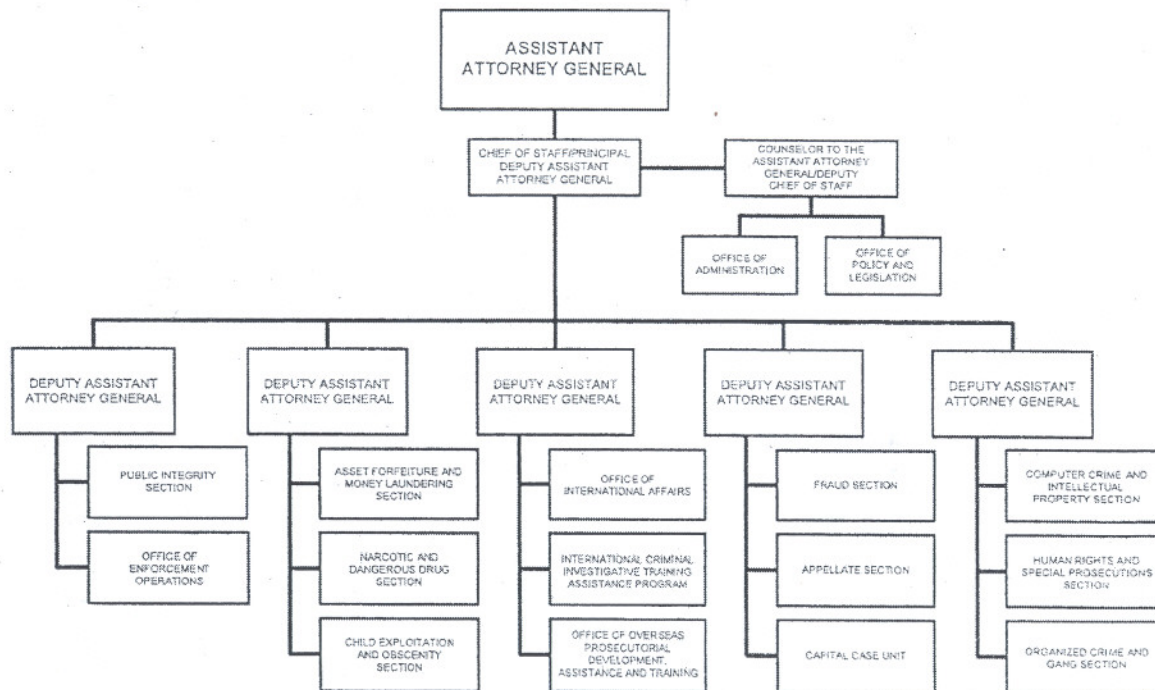 ASSISTANT
ATTORNEY GENERAL
CHIEF OF STAFF/PRINCIPAL
DEPUTY ASSISTANT
ATTORNEY GENERAL
COUNSELOR TO THE
ASSISTANT ATTORNEY
GENERAL/DEPUTY
CHIEF OF STAFF
OFFICE OF
ADMINISTRATION
OFFICE OF
POLICY AND
LEGISLATION
DEPUTY ASSISTANT
ATTORNEY GENERAL
PUBLIC INTEGRITY
SECTION
OFFICE OF
ENFORCEMENT
OPERATIONS
DEPUTY ASSISTANT
ATTORNEY GENERAL
ASSET FORFEITURE AND
MONEY LAUNDERING
SECTION
NARCOTIC AND
DANGEROUS DRUG
SECTION
CHILD EXPLOITATION
AND OBSCENITY
SECTION
DEPUTY ASSISTANT
ATTORNEY GENERAL
OFFICE OF
INTERNATIONAL AFFAIRS
INTERNATIONAL CRIMINAL
INVESTIGATIVE TRAINING
ASSISTANCE PROGRAM
OFFICE OF OVERSEAS
PROSECUTORIAL
DEVELOPMENT,
ASSISTANCE AND TRAINING
DEPUTY ASSISTANT
ATTORNEY GENERAL
FRAUD SECTION
APPELLATE SECTION
CAPITAL CASE UNIT
DEPUTY ASSISTANT
ATTORNEY GENERAL
COMPUTER CRIME AND
INTELLECTUAL
PROPERTY SECTION
HUMAN RIGHTS AND
SPECIAL PROSECUTIONS
SECTION
ORGANIZED CRIME AND
GANG SECTION